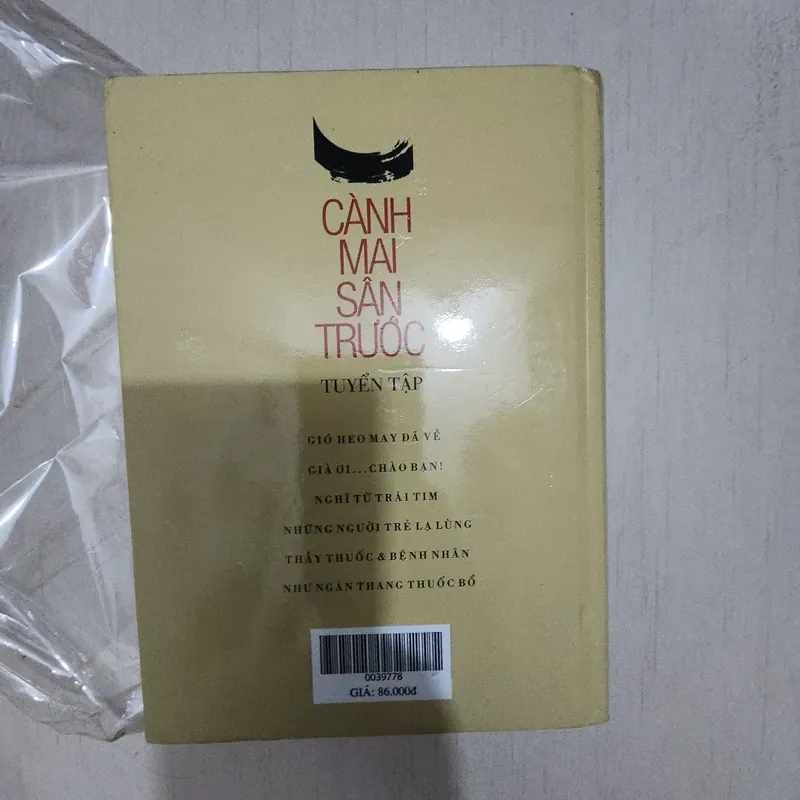 CÀNH
MAI
SÂN
TRƯỚC
TUYỂN TẬP
GIÓ HEO MAY ĐÃ VỀ
GIÀ ƠI...CHÀO BẠN!
NGHĨ TỪ TRÁI TIM
NHỮNG NGƯỜI TRẺ LẠ LÙNG
THẦY THUỐC & BỆNH NHÂN
NHƯ NGÀN THANG THUỐC BỔ
0039778
GIÁ: 86.000đ